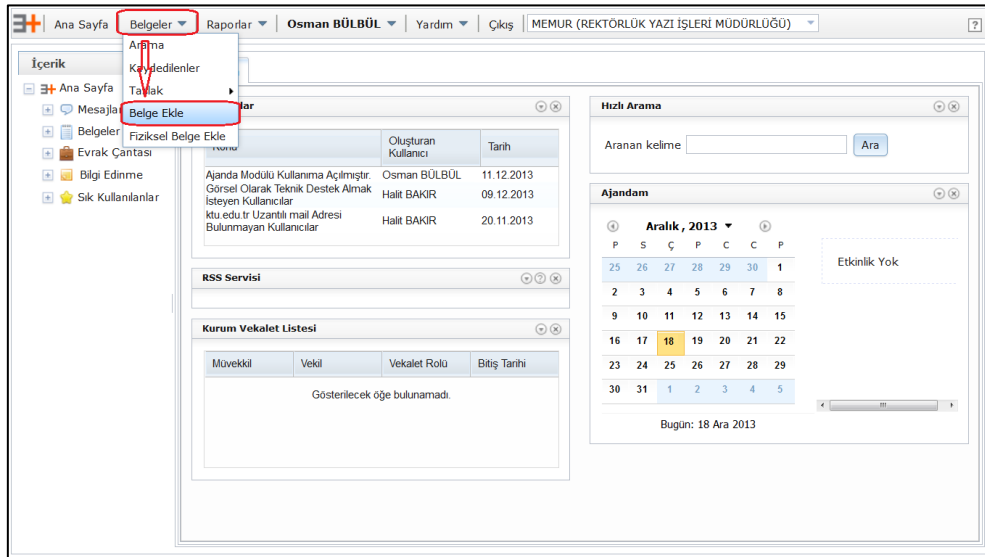 Ana Sayfa Belgeler Raporlar Osman BÜLBÜL Yardım Çıkış MEMUR (REKTÖRLÜK YAZI İŞLERİ MÜDÜRLÜĞÜ) ?
Arama
Kaydedilenler
Taslak
Belge Ekle
Fiziksel Belge Ekle
İçerik
Ana Sayfa
Mesajlar
Belgeler
Evrak Çantası
Bilgi Edinme
Sık Kullanılanlar
Oluşturan Kullanıcı Tarih
Ajanda Modülü Kullanıma Açılmıştır. Osman BÜLBÜL 11.12.2013
Görsel Olarak Teknik Destek Almak
İsteyen Kullanıcılar Halit BAKIR 09.12.2013
ktu.edu.tr Uzantılı mail Adresi
Bulunmayan Kullanıcılar Halit BAKIR 20.11.2013
RSS Servisi
Kurum Vekalet Listesi
Müvekkil Vekil Vekalet Rolü Bitiş Tarihi
Gösterilecek öğe bulunamadı.
Hızlı Arama
Aranan kelime Ara
Ajandam
Aralık , 2013
P S Ç P C C P
25 26 27 28 29 30 1
2 3 4 5 6 7 8
9 10 11 12 13 14 15
16 17 18 19 20 21 22
23 24 25 26 27 28 29
30 31 1 2 3 4 5
Bugün: 18 Ara 2013
Etkinlik Yok